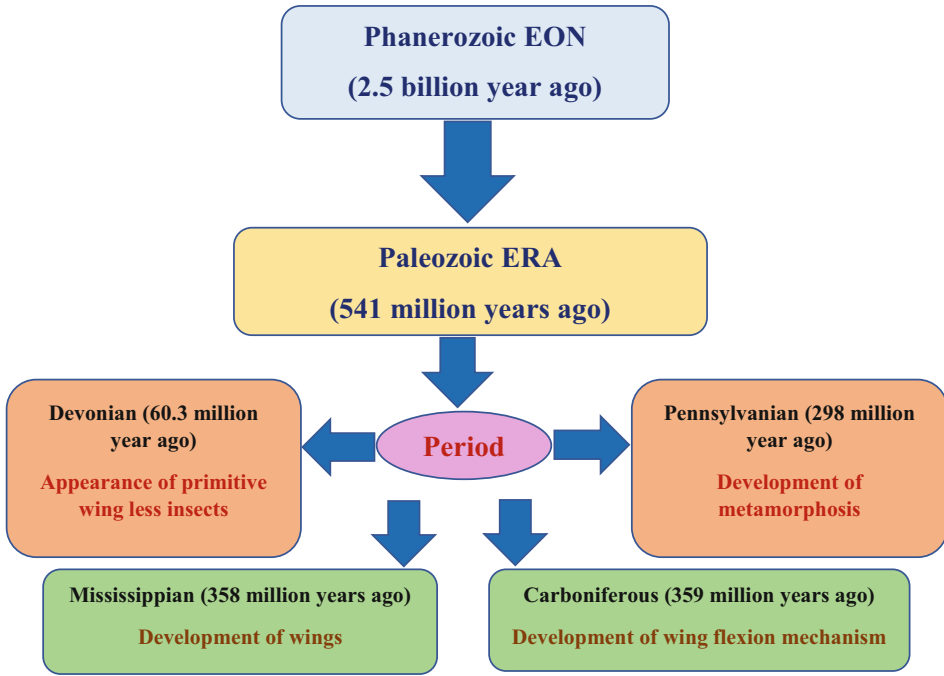 Phanerozoic EON
(2.5 billion year ago)
Paleozoic ERA
(541 million years ago)
Period
Devonian (60.3 million
year ago)
Appearance of primitive
wing less insects
Pennsylvanian (298 million
year ago)
Development of
metamorphosis
Mississippian (358 million years ago)
Development of wings
Carboniferous (359 million years ago)
Development of wing flexion mechanism